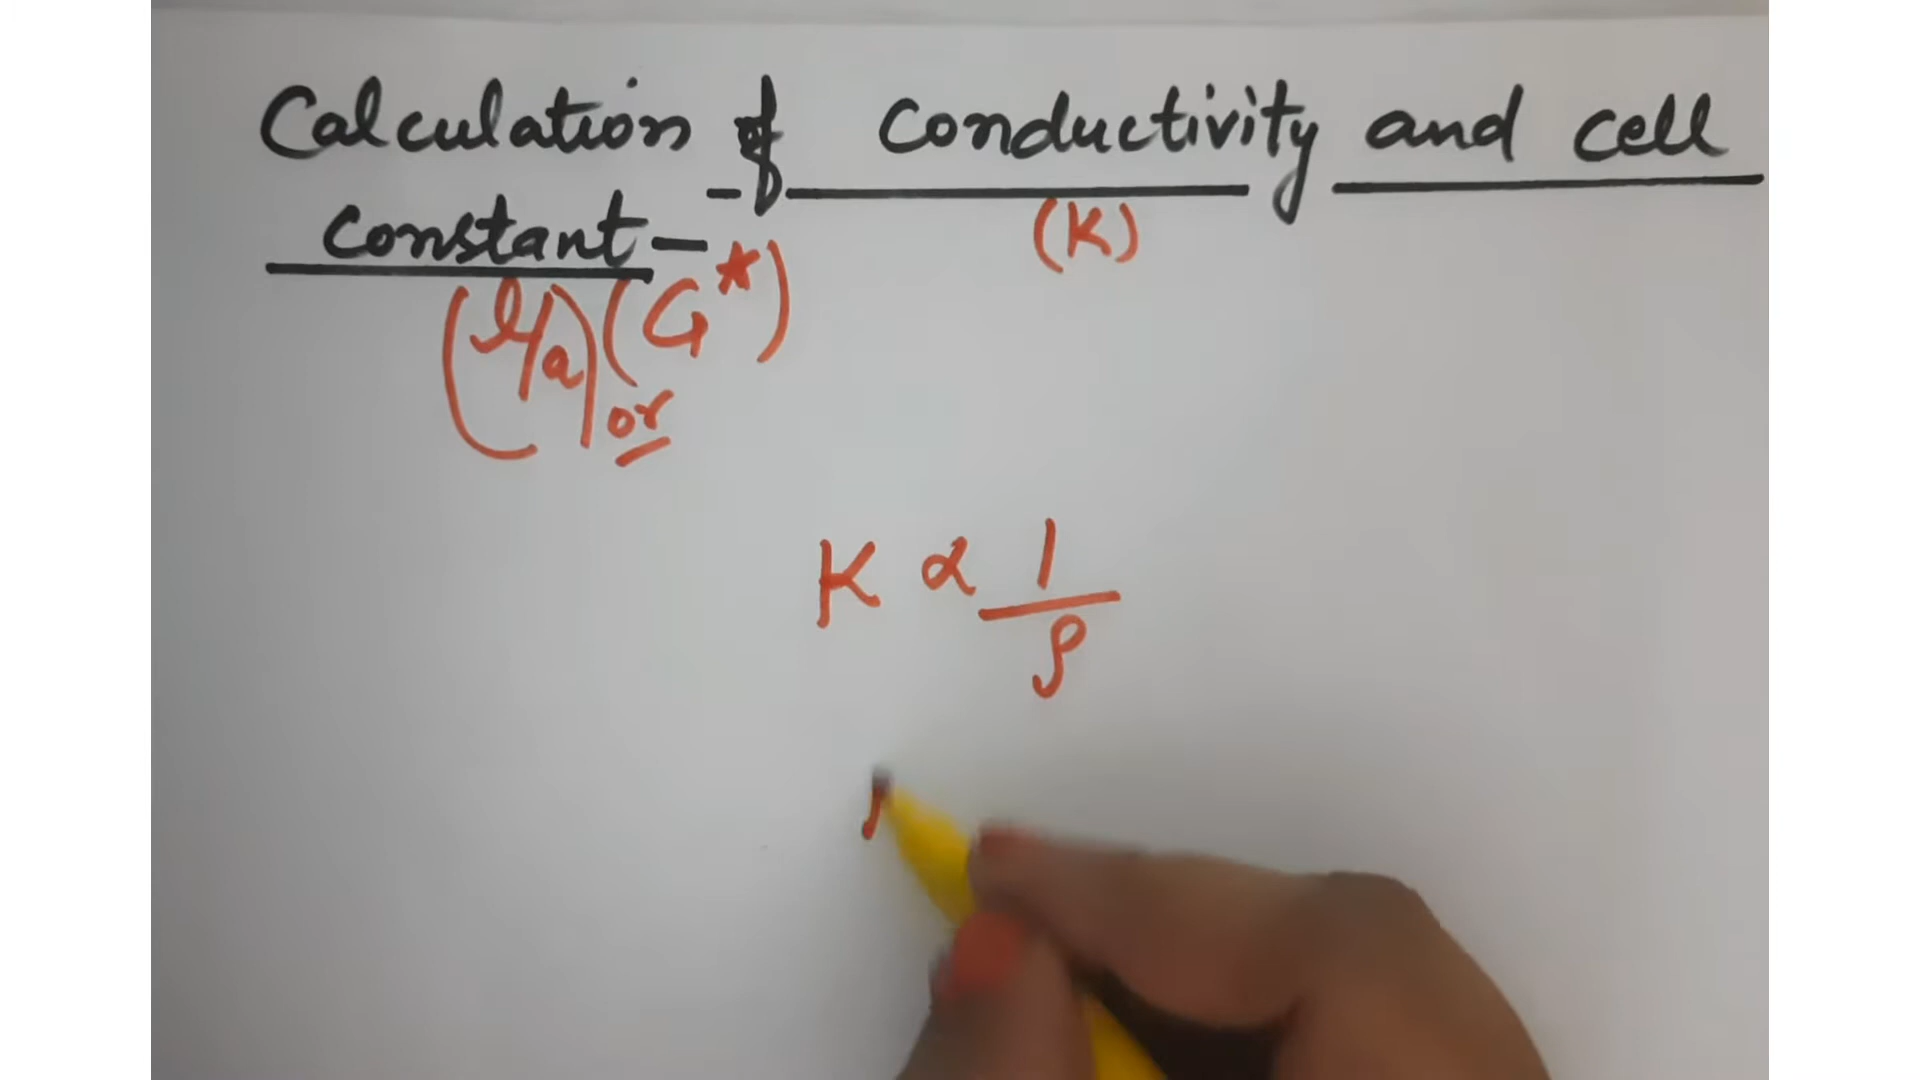 Calculation of conductivity and cell
constant - (K)
(l/a) (G*)
or
K α 1/ρ